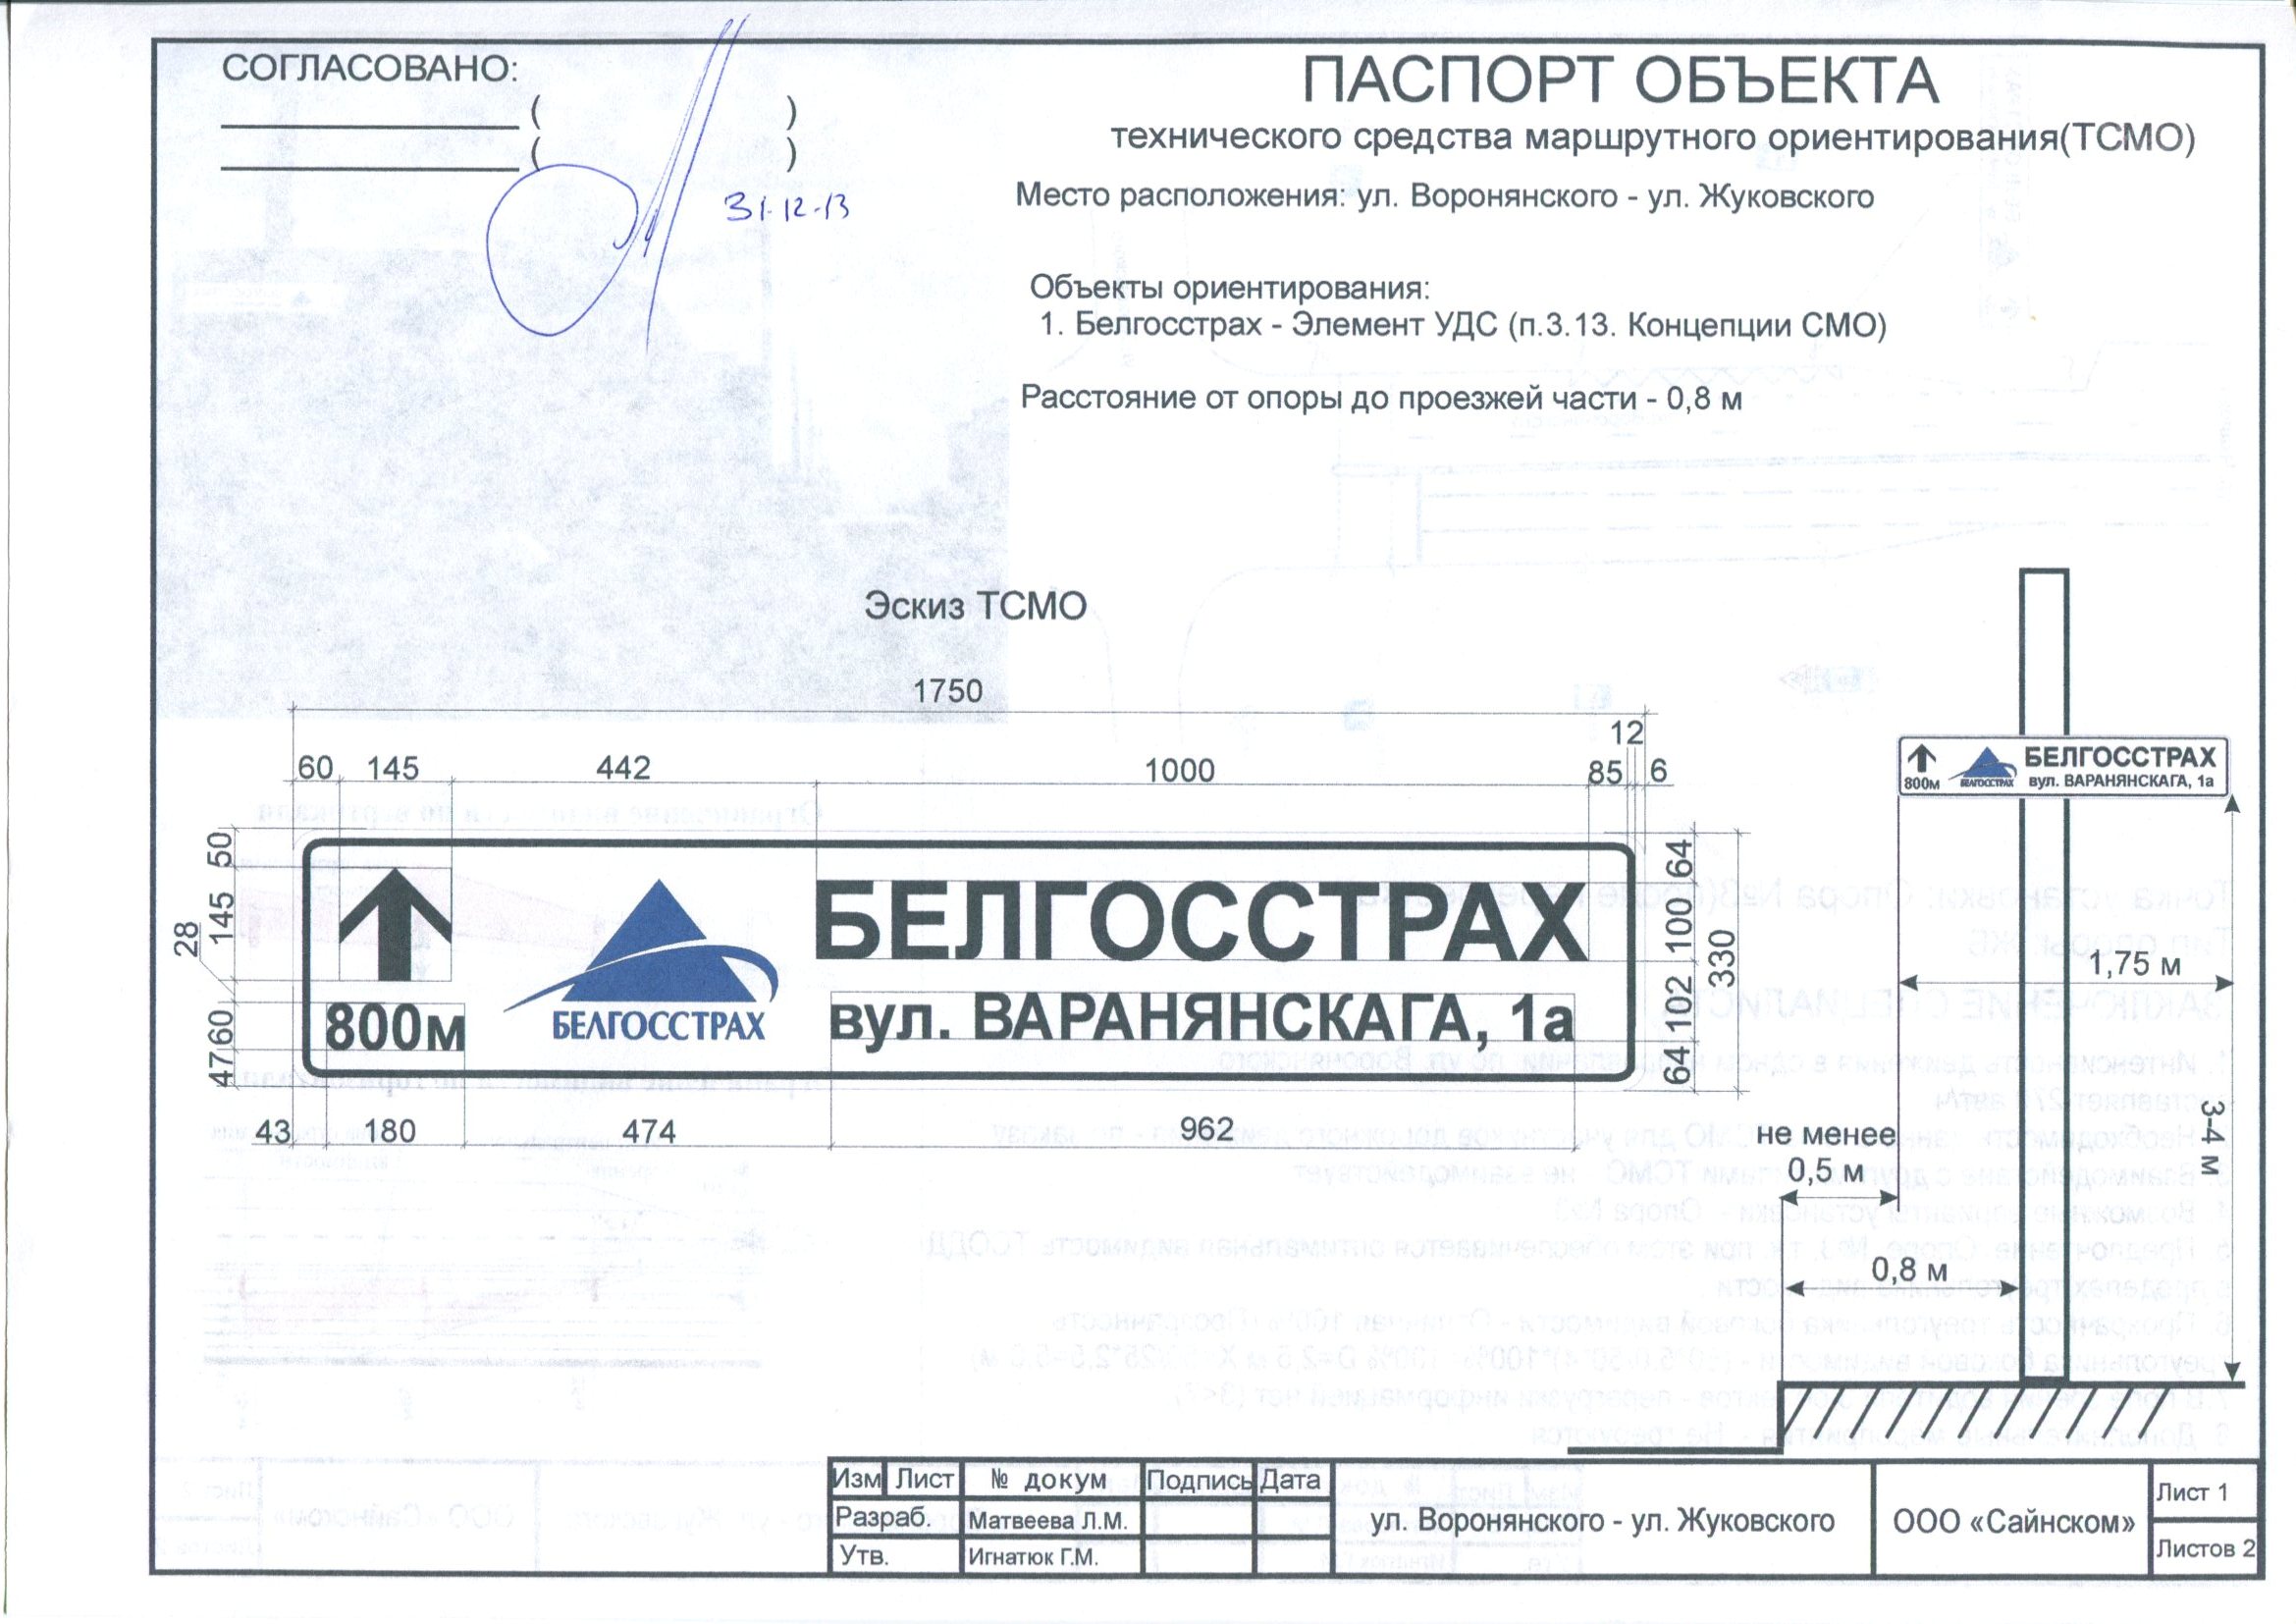 СОГЛАСОВАНО:
( )
( )
31-12-13
ПАСПОРТ ОБЪЕКТА
технического средства маршрутного ориентирования(ТСМО)
Место расположения: ул. Воронянского - ул. Жуковского
Объекты ориентирования:
1. Белгосстрах - Элемент УДС (п.3.13. Концепции СМО)
Расстояние от опоры до проезжей части - 0,8 м
Эскиз ТСМО
1750
12
60 145 442 1000 85 6
50
145
28
60
47
800м
БЕЛГОССТРАХ
БЕЛГОССТРАХ
вул. ВАРАНЯНСКАГА, 1а
64
100
102
64
330
43 180 474 962
800м
БЕЛГОССТРАХ
БЕЛГОССТРАХ
вул. ВАРАНЯНСКАГА, 1а
1,75 м
3-4 м
не менее
0,5 м
0,8 м
Изм Лист № докум Подпись Дата
Разраб. Матвеева Л.М.
Утв. Игнатюк Г.М.
ул. Воронянского - ул. Жуковского
ООО «Сайнском»
Лист 1
Листов 2